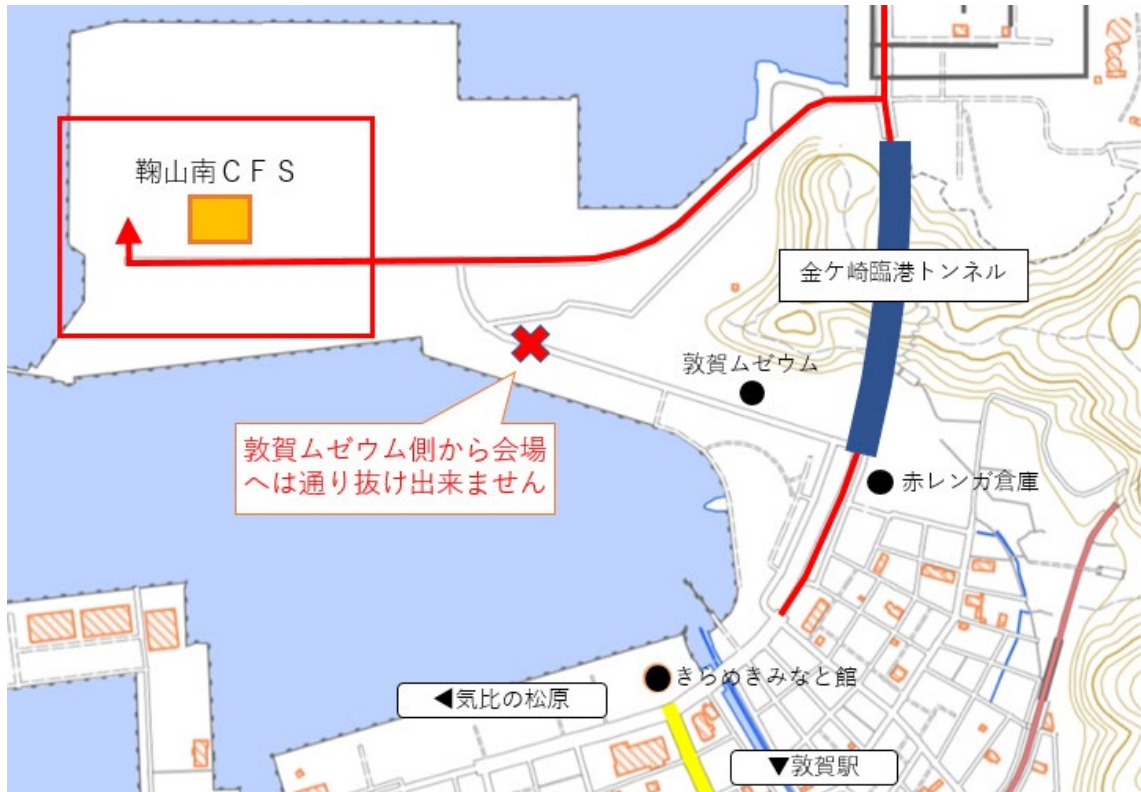 鞠山南ＣＦＳ
金ケ崎臨港トンネル
敦賀ムゼウム
敦賀ムゼウム側から会場
へは通り抜け出来ません
赤レンガ倉庫
きらめきみなと館
◀気比の松原
▼敦賀駅